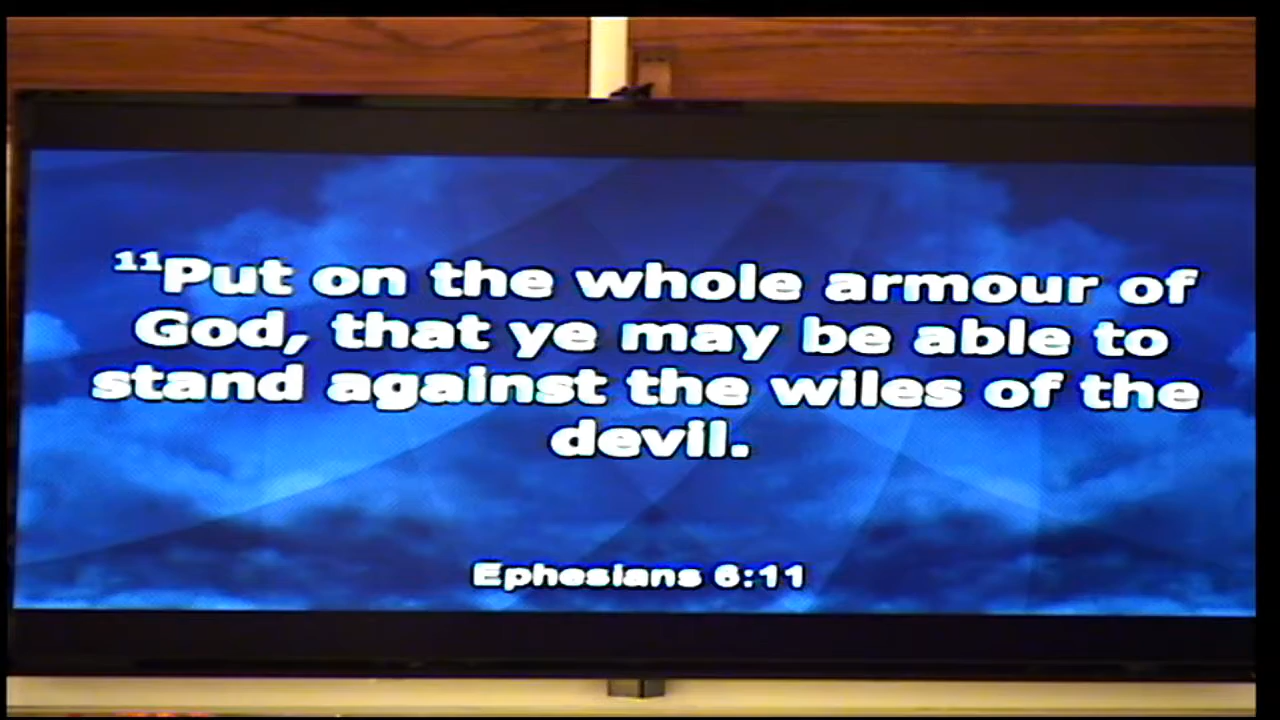 ¹¹Put on the whole armour of
God, that ye may be able to
stand against the wiles of the
devil.
Ephesians 6:11